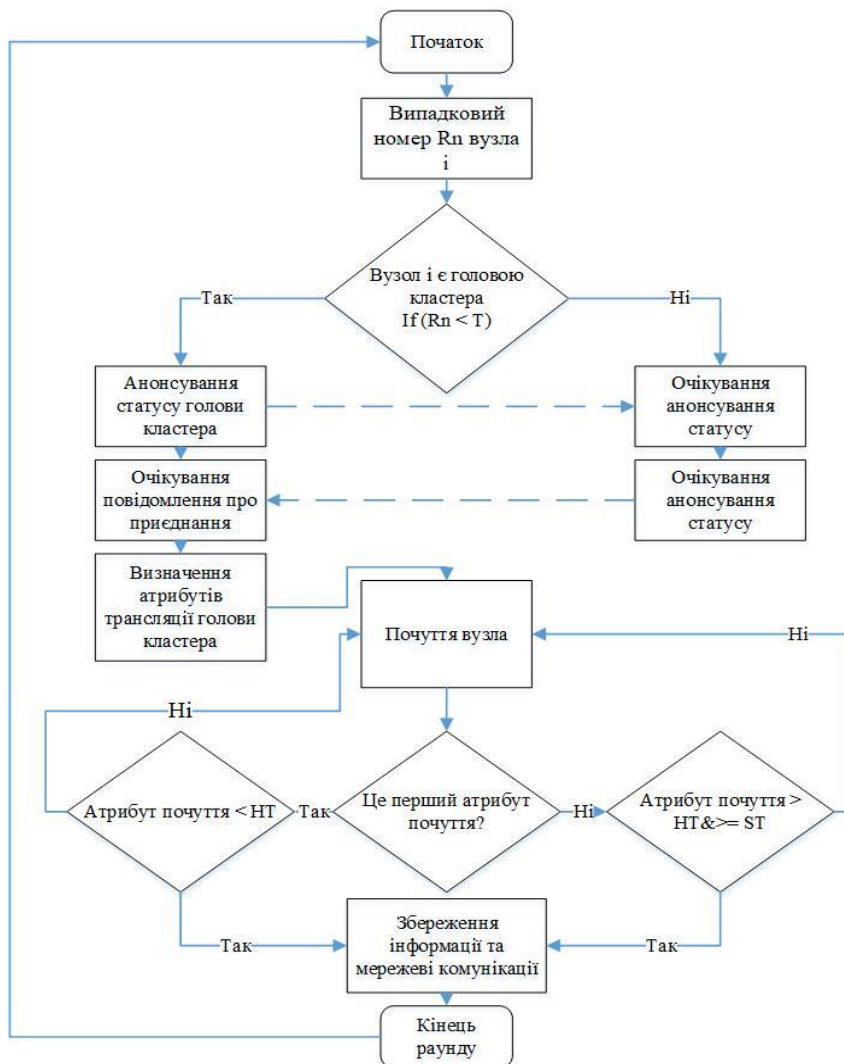 Початок
Випадковий
номер Rn вузла
і
Вузол і є головою
кластера
If (Rn < T)
Так
Ні
Анонсування
статусу голови
кластера
Очікування
анонсування
статусу
Очікування
повідомлення про
приєднання
Очікування
анонсування
статусу
Визначення
атрибутів
трансляції голови
кластера
Почуття вузла
Ні
Ні
Атрибут почуття < HT
Так
Це перший атрибут
почуття?
Ні
Атрибут почуття >
HT&>= ST
Так
Збереження
інформації та
мережеві комунікації
Так
Кінець
раунду